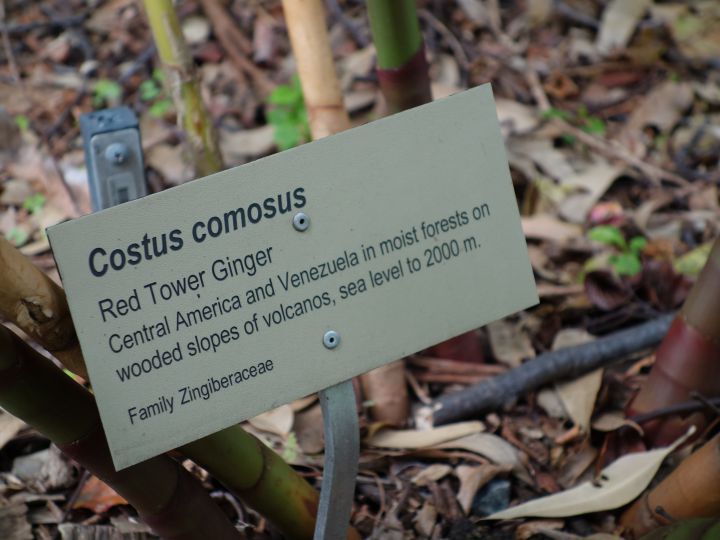 Costus comosus
Red Tower Ginger
Central America and Venezuela in moist forests on
wooded slopes of volcanos, sea level to 2000 m.
Family Zingiberaceae